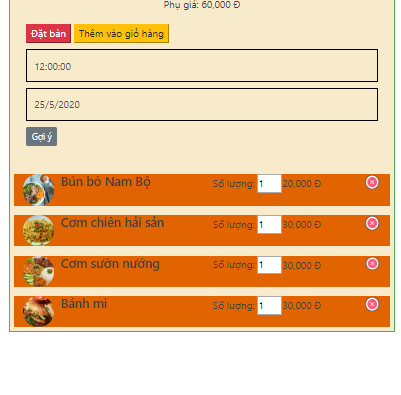 Phụ giá: 60,000 Đ
Đặt bàn Thêm vào giỏ hàng
12:00:00
25/5/2020
Gợi ý
Bún bò Nam Bộ Số lượng: 1 20,000 Đ
Cơm chiên hải sản Số lượng: 1 30,000 Đ
Cơm sườn nướng Số lượng: 1 30,000 Đ
Bánh mì Số lượng: 1 30,000 Đ